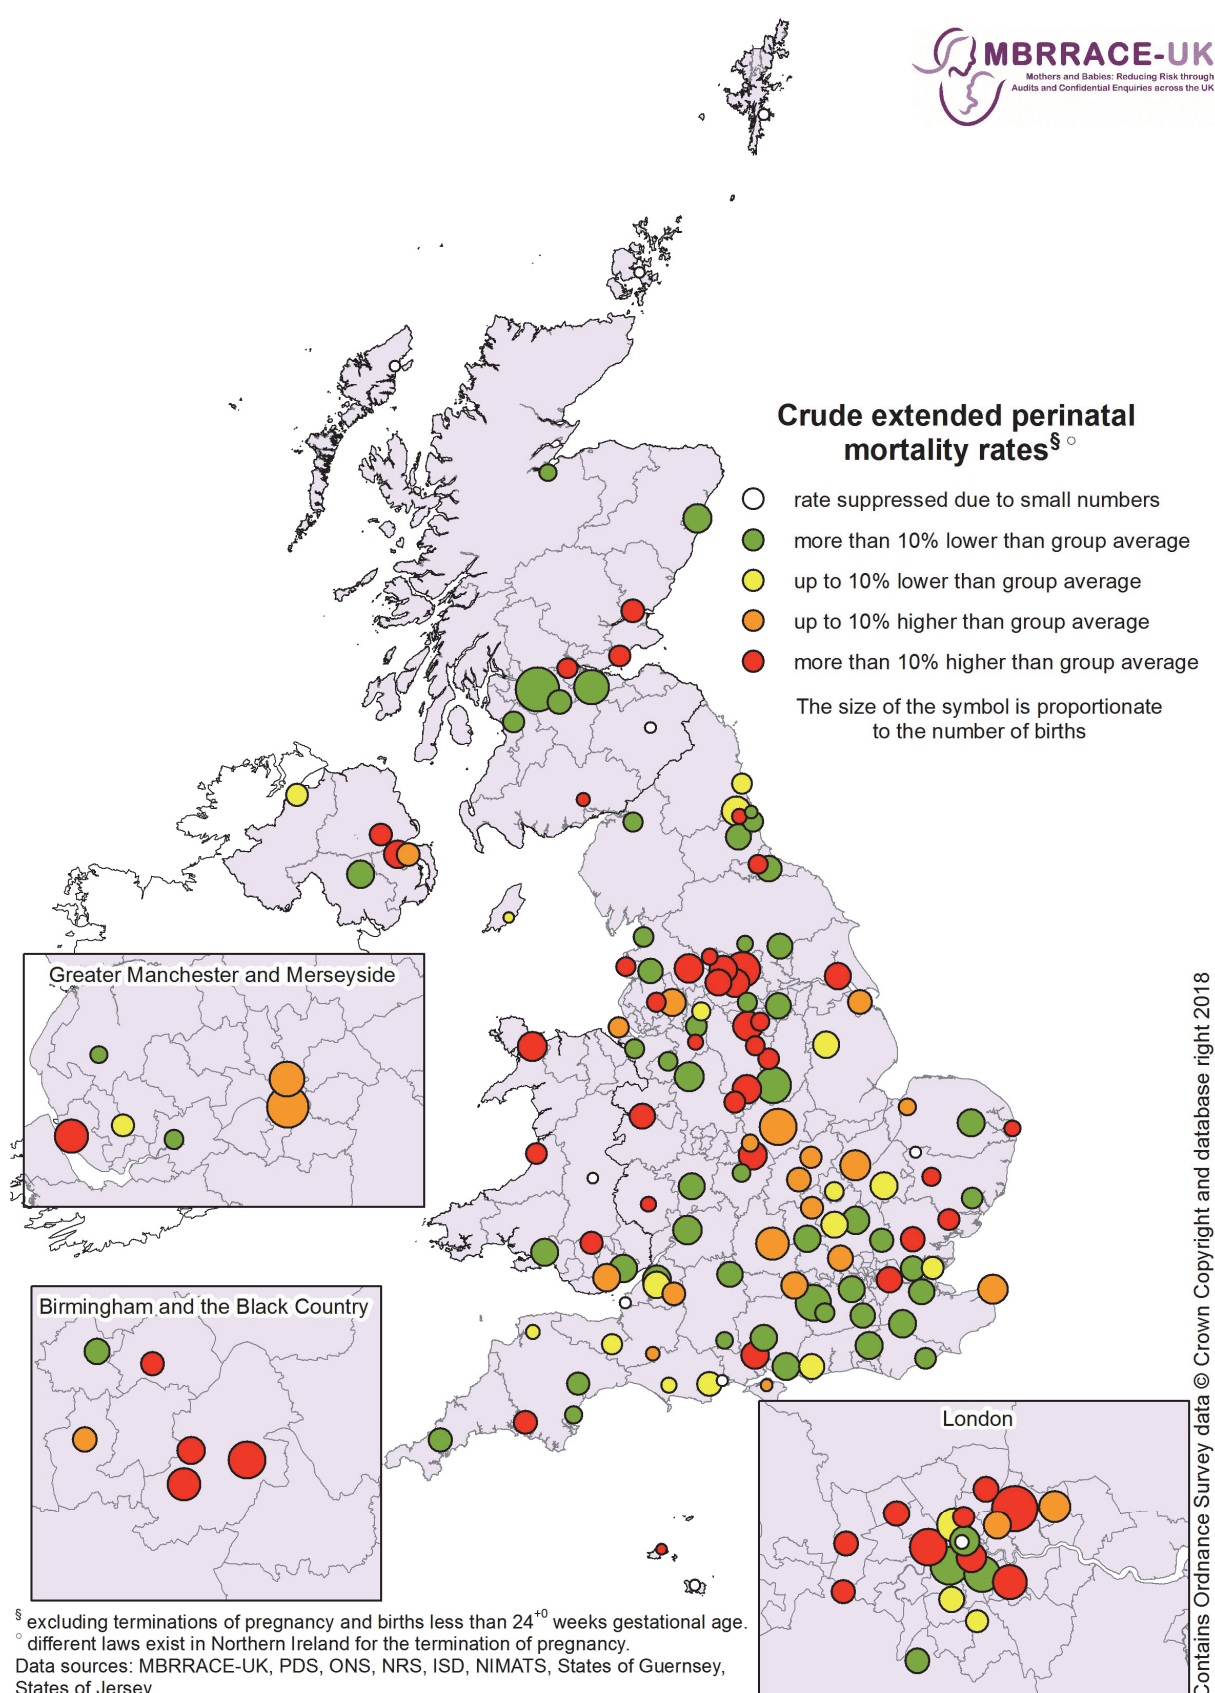 MBRRACE-UK
Mothers and Babies: Reducing Risk through
Audits and Confidential Enquiries across the UK
Crude extended perinatal
mortality rates§ ○
rate suppressed due to small numbers
more than 10% lower than group average
up to 10% lower than group average
up to 10% higher than group average
more than 10% higher than group average
The size of the symbol is proportionate
to the number of births
Greater Manchester and Merseyside
Birmingham and the Black Country
London
Contains Ordnance Survey data © Crown Copyright and database right 2018
§ excluding terminations of pregnancy and births less than 24+0 weeks gestational age.
○ different laws exist in Northern Ireland for the termination of pregnancy.
Data sources: MBRRACE-UK, PDS, ONS, NRS, ISD, NIMATS, States of Guernsey,
States of Jersey